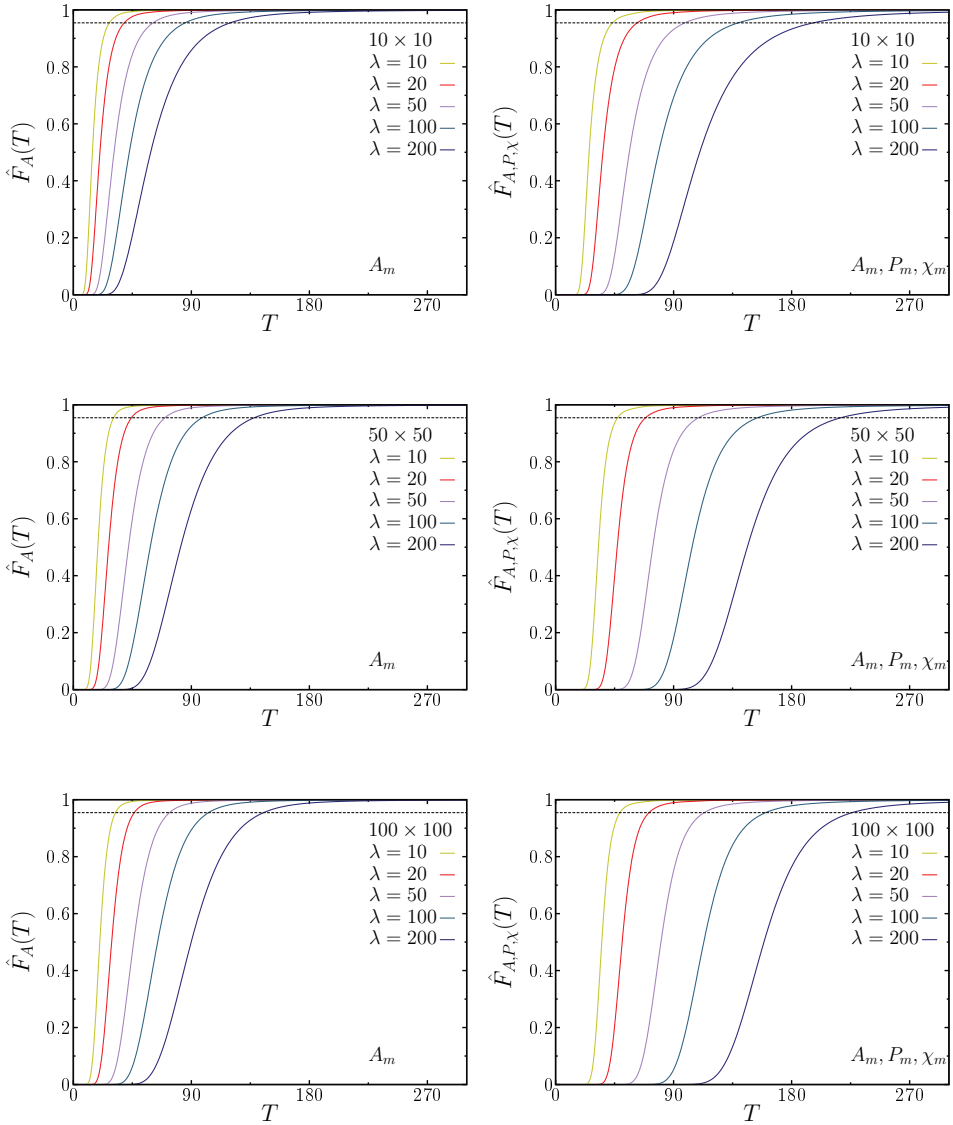 1
0.8
0.6
0.4
0.2
0
F̂_A(T)
10 × 10
λ = 10
λ = 20
λ = 50
λ = 100
λ = 200
A_m
0 90 180 270
T
1
0.8
0.6
0.4
0.2
0
F̂_{A,P,χ}(T)
10 × 10
λ = 10
λ = 20
λ = 50
λ = 100
λ = 200
A_m, P_m, χ_m
0 90 180 270
T
1
0.8
0.6
0.4
0.2
0
F̂_A(T)
50 × 50
λ = 10
λ = 20
λ = 50
λ = 100
λ = 200
A_m
0 90 180 270
T
1
0.8
0.6
0.4
0.2
0
F̂_{A,P,χ}(T)
50 × 50
λ = 10
λ = 20
λ = 50
λ = 100
λ = 200
A_m, P_m, χ_m
0 90 180 270
T
1
0.8
0.6
0.4
0.2
0
F̂_A(T)
100 × 100
λ = 10
λ = 20
λ = 50
λ = 100
λ = 200
A_m
0 90 180 270
T
1
0.8
0.6
0.4
0.2
0
F̂_{A,P,χ}(T)
100 × 100
λ = 10
λ = 20
λ = 50
λ = 100
λ = 200
A_m, P_m, χ_m
0 90 180 270
T